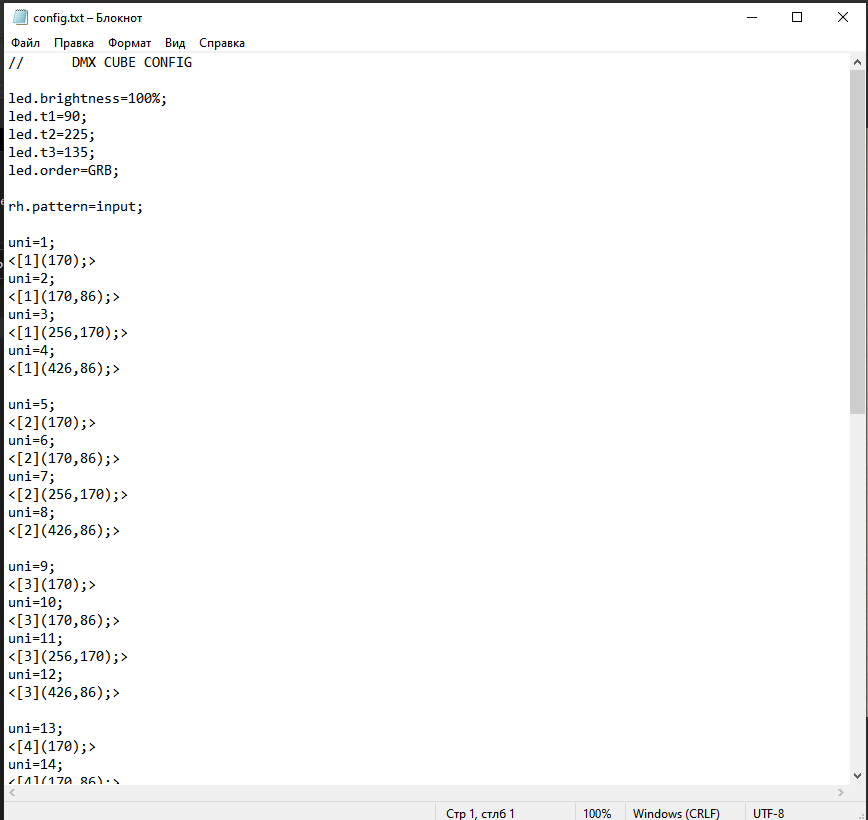 config.txt – Блокнот
Файл Правка Формат Вид Справка
// DMX CUBE CONFIG
led.brightness=100%;
led.t1=90;
led.t2=225;
led.t3=135;
led.order=GRB;
rh.pattern=input;
uni=1;
<[1](170);>
uni=2;
<[1](170,86);>
uni=3;
<[1](256,170);>
uni=4;
<[1](426,86);>
uni=5;
<[2](170);>
uni=6;
<[2](170,86);>
uni=7;
<[2](256,170);>
uni=8;
<[2](426,86);>
uni=9;
<[3](170);>
uni=10;
<[3](170,86);>
uni=11;
<[3](256,170);>
uni=12;
<[3](426,86);>
uni=13;
<[4](170);>
uni=14;
<[4](170,86);>
Стр 1, стлб 1 100% Windows (CRLF) UTF-8